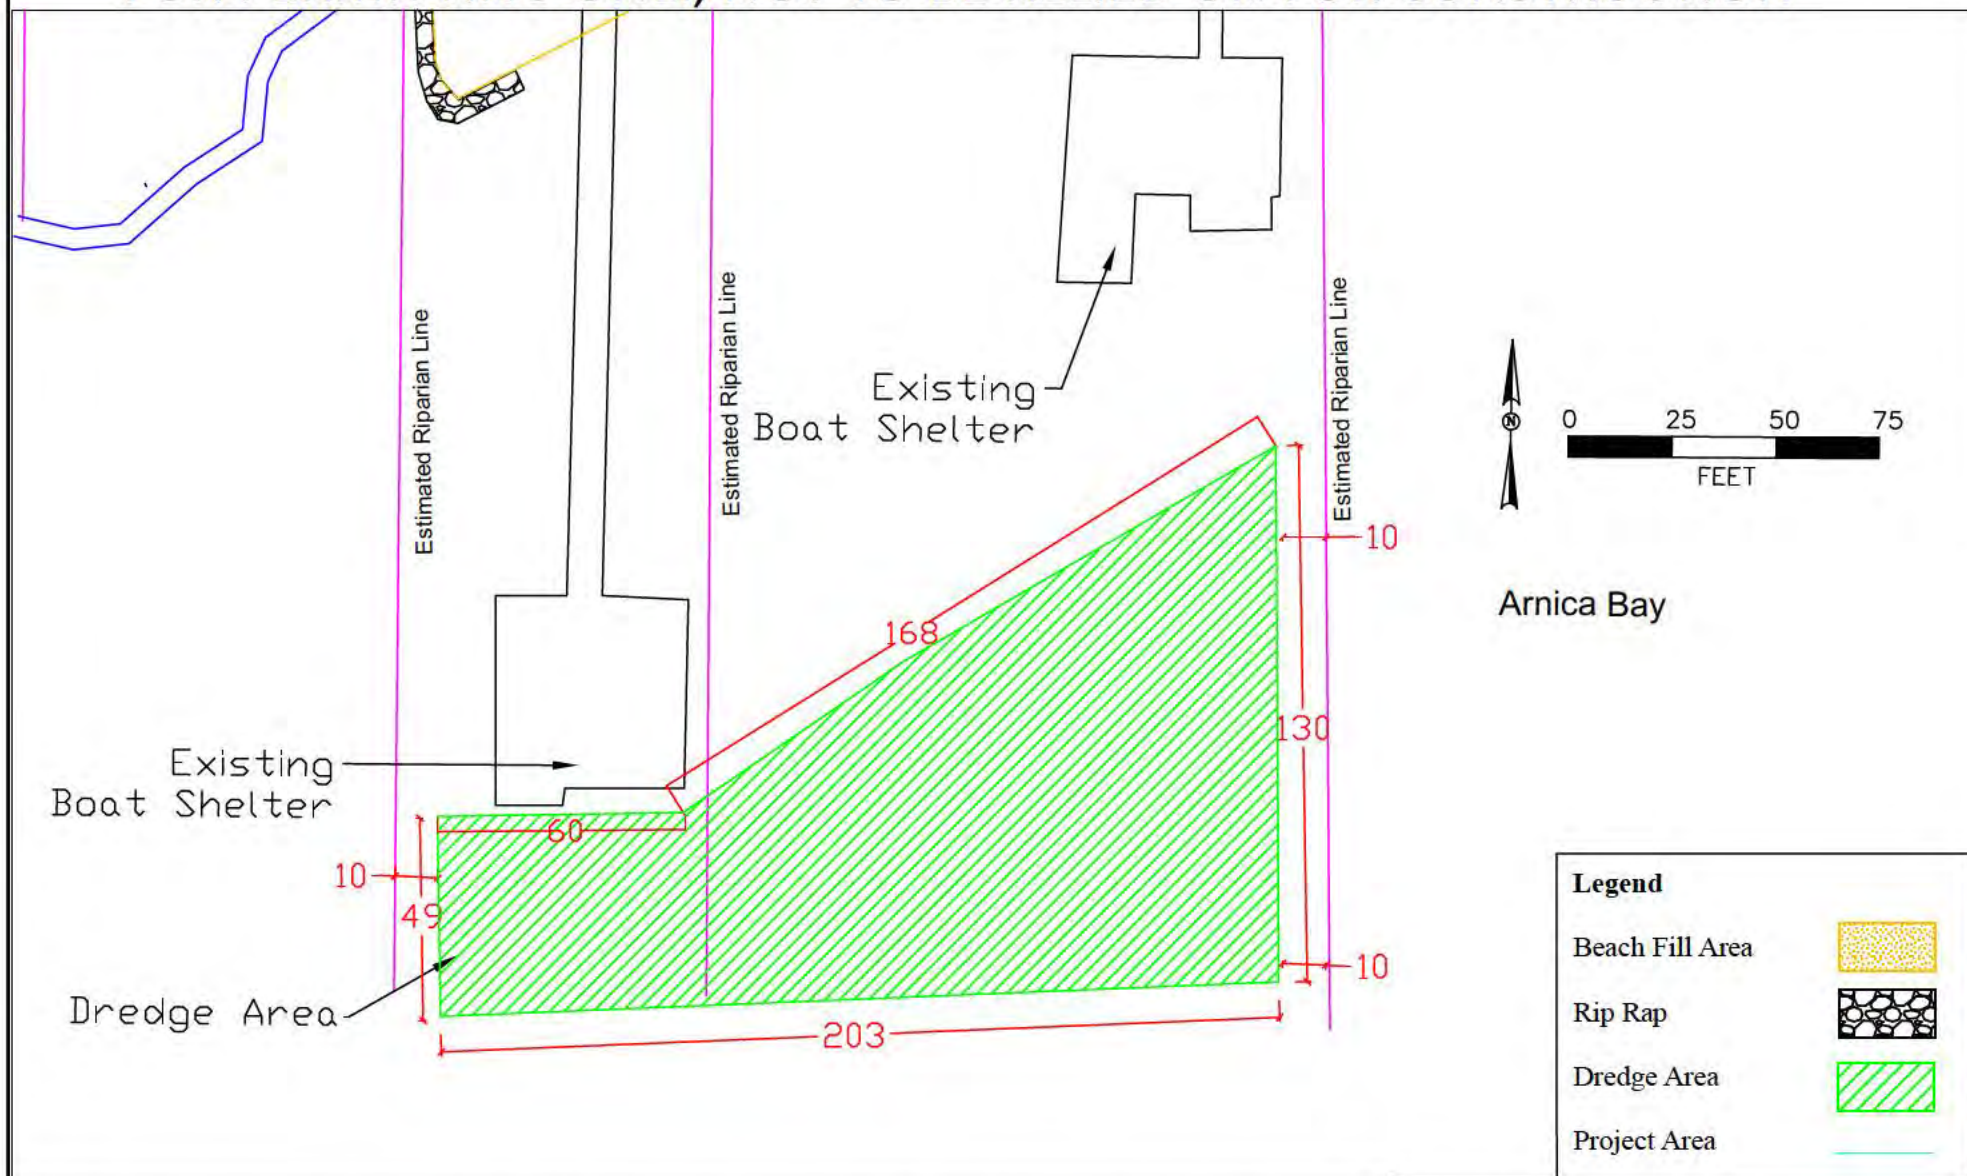 Estimated Riparian Line
Estimated Riparian Line
Estimated Riparian Line
Existing
Boat Shelter
0 25 50 75
FEET
N
10
Arnica Bay
168
130
Existing
Boat Shelter
60
10
49
10
Dredge Area
203
Legend
Beach Fill Area
Rip Rap
Dredge Area
Project Area